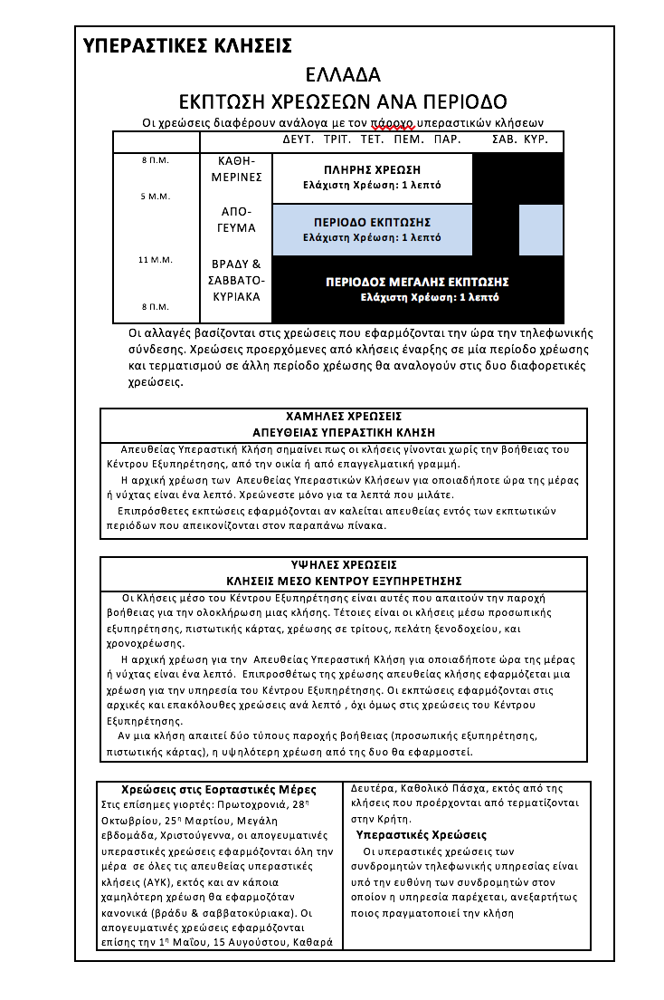 ΥΠΕΡΑΣΤΙΚΕΣ ΚΛΗΣΕΙΣ
ΕΛΛΑΔΑ
ΕΚΠΤΩΣΗ ΧΡΕΩΣΕΩΝ ΑΝΑ ΠΕΡΙΟΔΟ
Οι χρεώσεις διαφέρουν ανάλογα με τον πάροχο υπεραστικών κλήσεων
ΔΕΥΤ. ΤΡΙΤ. ΤΕΤ. ΠΕΜ. ΠΑΡ. ΣΑΒ. ΚΥΡ.
8 Π.Μ.
5 Μ.Μ.
ΚΑΘΗ-
ΜΕΡΙΝΕΣ
ΠΛΗΡΗΣ ΧΡΕΩΣΗ
Ελάχιστη Χρέωση: 1 λεπτό
ΑΠΟ-
ΓΕΥΜΑ
ΠΕΡΙΟΔΟ ΕΚΠΤΩΣΗΣ
Ελάχιστη Χρέωση: 1 λεπτό
11 Μ.Μ.
8 Π.Μ.
ΒΡΑΔΥ &
ΣΑΒΒΑΤΟ-
ΚΥΡΙΑΚΑ
ΠΕΡΙΟΔΟΣ ΜΕΓΑΛΗΣ ΕΚΠΤΩΣΗΣ
Ελάχιστη Χρέωση: 1 λεπτό
Οι αλλαγές βασίζονται στις χρεώσεις που εφαρμόζονται την ώρα την τηλεφωνικής
σύνδεσης. Χρεώσεις προερχόμενες από κλήσεις έναρξης σε μία περίοδο χρέωσης
και τερματισμού σε άλλη περίοδο χρέωσης θα αναλογούν στις δυο διαφορετικές
χρεώσεις.
ΧΑΜΗΛΕΣ ΧΡΕΩΣΕΙΣ
ΑΠΕΥΘΕΙΑΣ ΥΠΕΡΑΣΤΙΚΗ ΚΛΗΣΗ
Απευθείας Υπεραστική Κλήση σημαίνει πως οι κλήσεις γίνονται χωρίς την βοήθειας του
Κέντρου Εξυπηρέτησης, από την οικία ή από επαγγελματική γραμμή.
Η αρχική χρέωση των Απευθείας Υπεραστικών Κλήσεων για οποιαδήποτε ώρα της μέρας
ή νύχτας είναι ένα λεπτό. Χρεώνεστε μόνο για τα λεπτά που μιλάτε.
Επιπρόσθετες εκπτώσεις εφαρμόζονται αν καλείται απευθείας εντός των εκπτωτικών
περιόδων που απεικονίζονται στον παραπάνω πίνακα.
ΥΨΗΛΕΣ ΧΡΕΩΣΕΙΣ
ΚΛΗΣΕΙΣ ΜΕΣΟ ΚΕΝΤΡΟΥ ΕΞΥΠΗΡΕΤΗΣΗΣ
Οι Κλήσεις μέσο του Κέντρου Εξυπηρέτησης είναι αυτές που απαιτούν την παροχή
βοήθειας για την ολοκλήρωση μιας κλήσης. Τέτοιες είναι οι κλήσεις μέσω προσωπικής
εξυπηρέτησης, πιστωτικής κάρτας, χρέωσης σε τρίτους, πελάτη ξενοδοχείου, και
χρονοχρέωσης.
Η αρχική χρέωση για την Απευθείας Υπεραστική Κλήση για οποιαδήποτε ώρα της μέρας
ή νύχτας είναι ένα λεπτό. Επιπροσθέτως της χρέωσης απευθείας κλήσης εφαρμόζεται μια
χρέωση για την υπηρεσία του Κέντρου Εξυπηρέτησης. Οι εκπτώσεις εφαρμόζονται στις
αρχικές και επακόλουθες χρεώσεις ανά λεπτό , όχι όμως στις χρεώσεις του Κέντρου
Εξυπηρέτησης.
Αν μια κλήση απαιτεί δύο τύπους παροχής βοήθειας (προσωπικής εξυπηρέτησης,
πιστωτικής κάρτας), η υψηλότερη χρέωση από της δυο θα εφαρμοστεί.
Χρεώσεις στις Εορταστικές Μέρες
Στις επίσημες γιορτές: Πρωτοχρονιά, 28η
Οκτωβρίου, 25η Μαρτίου, Μεγάλη
εβδομάδα, Χριστούγεννα, οι απογευματινές
υπεραστικές χρεώσεις εφαρμόζονται όλη την
μέρα σε όλες τις απευθείας υπεραστικές
κλήσεις (ΑΥΚ), εκτός και αν κάποια
χαμηλότερη χρέωση θα εφαρμοζόταν
κανονικά (βράδυ & σαββατοκύριακα). Οι
απογευματινές χρεώσεις εφαρμόζονται
επίσης την 1η Μαΐου, 15 Αυγούστου, Καθαρά
Δευτέρα, Καθολικό Πάσχα, εκτός από της
κλήσεις που προέρχονται από τερματίζονται
στην Κρήτη.
Υπεραστικές Χρεώσεις
Οι υπεραστικές χρεώσεις των
συνδρομητών τηλεφωνικής υπηρεσίας είναι
υπό την ευθύνη των συνδρομητών στον
οποίον η υπηρεσία παρέχεται, ανεξαρτήτως
ποιος πραγματοποιεί την κλήση